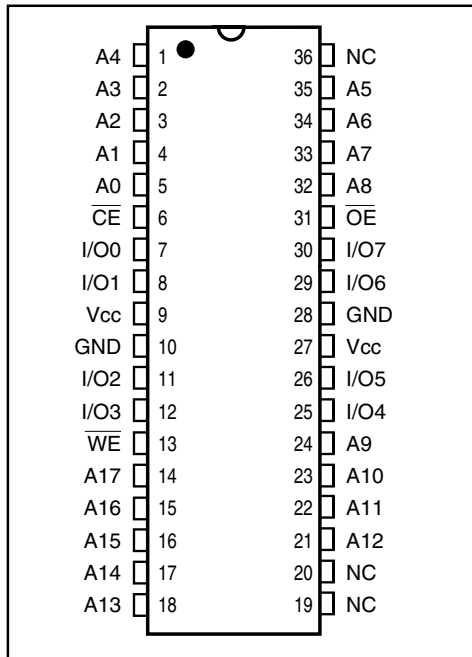 A4 1 36 NC
A3 2 35 A5
A2 3 34 A6
A1 4 33 A7
A0 5 32 A8
C̅E̅ 6 31 O̅E̅
I/O0 7 30 I/O7
I/O1 8 29 I/O6
Vcc 9 28 GND
GND 10 27 Vcc
I/O2 11 26 I/O5
I/O3 12 25 I/O4
W̅E̅ 13 24 A9
A17 14 23 A10
A16 15 22 A11
A15 16 21 A12
A14 17 20 NC
A13 18 19 NC